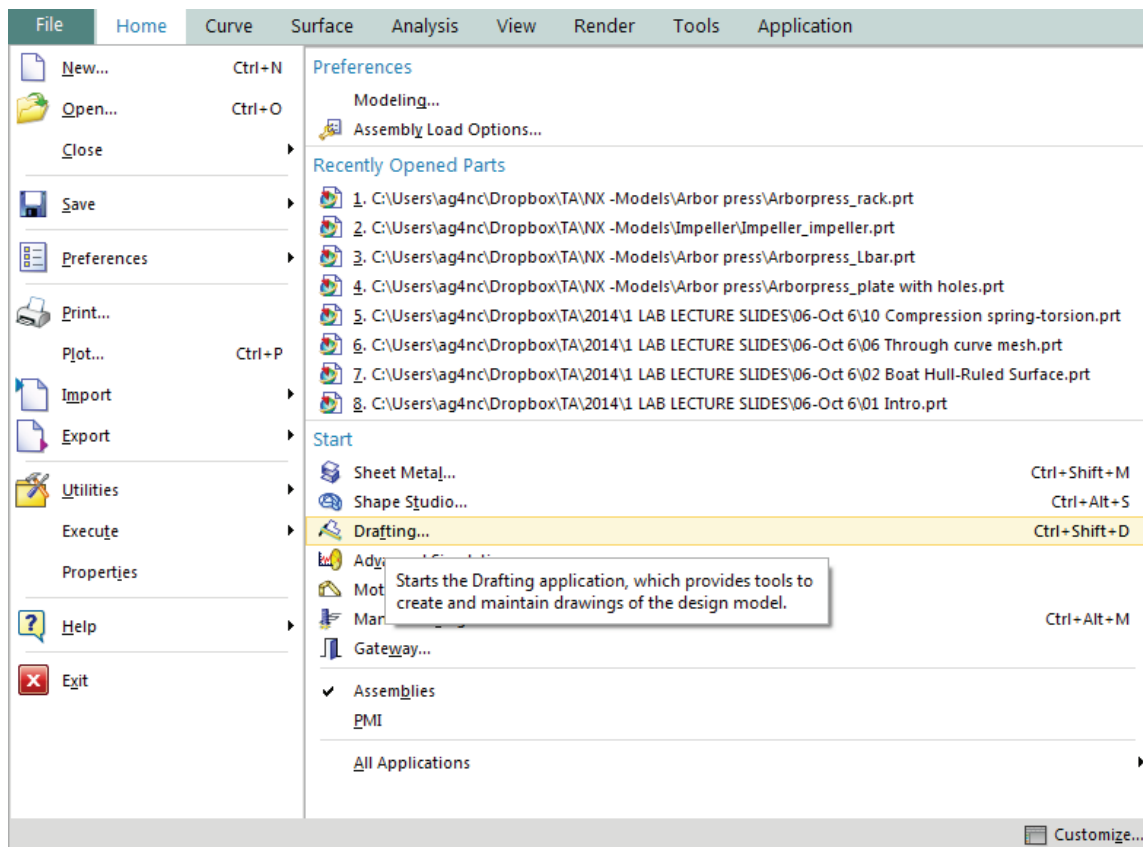 File Home Curve Surface Analysis View Render Tools Application
New... Ctrl+N
Open... Ctrl+O
Close
Save
Preferences
Print...
Plot... Ctrl+P
Import
Export
Utilities
Execute
Properties
Help
Exit
Preferences
Modeling...
Assembly Load Options...
Recently Opened Parts
1. C:\Users\ag4nc\Dropbox\TA\NX -Models\Arbor press\Arborpress_rack.prt
2. C:\Users\ag4nc\Dropbox\TA\NX -Models\Impeller\Impeller_impeller.prt
3. C:\Users\ag4nc\Dropbox\TA\NX -Models\Arbor press\Arborpress_Lbar.prt
4. C:\Users\ag4nc\Dropbox\TA\NX -Models\Arbor press\Arborpress_plate with holes.prt
5. C:\Users\ag4nc\Dropbox\TA\2014\1 LAB LECTURE SLIDES\06-Oct 6\10 Compression spring-torsion.prt
6. C:\Users\ag4nc\Dropbox\TA\2014\1 LAB LECTURE SLIDES\06-Oct 6\06 Through curve mesh.prt
7. C:\Users\ag4nc\Dropbox\TA\2014\1 LAB LECTURE SLIDES\06-Oct 6\02 Boat Hull-Ruled Surface.prt
8. C:\Users\ag4nc\Dropbox\TA\2014\1 LAB LECTURE SLIDES\06-Oct 6\01 Intro.prt
Start
Sheet Metal... Ctrl+Shift+M
Shape Studio... Ctrl+Alt+S
Drafting... Ctrl+Shift+D
Starts the Drafting application, which provides tools to
create and maintain drawings of the design model.
Mot
Ctrl+Alt+M
Gateway...
Assemblies
PMI
All Applications
Customize...